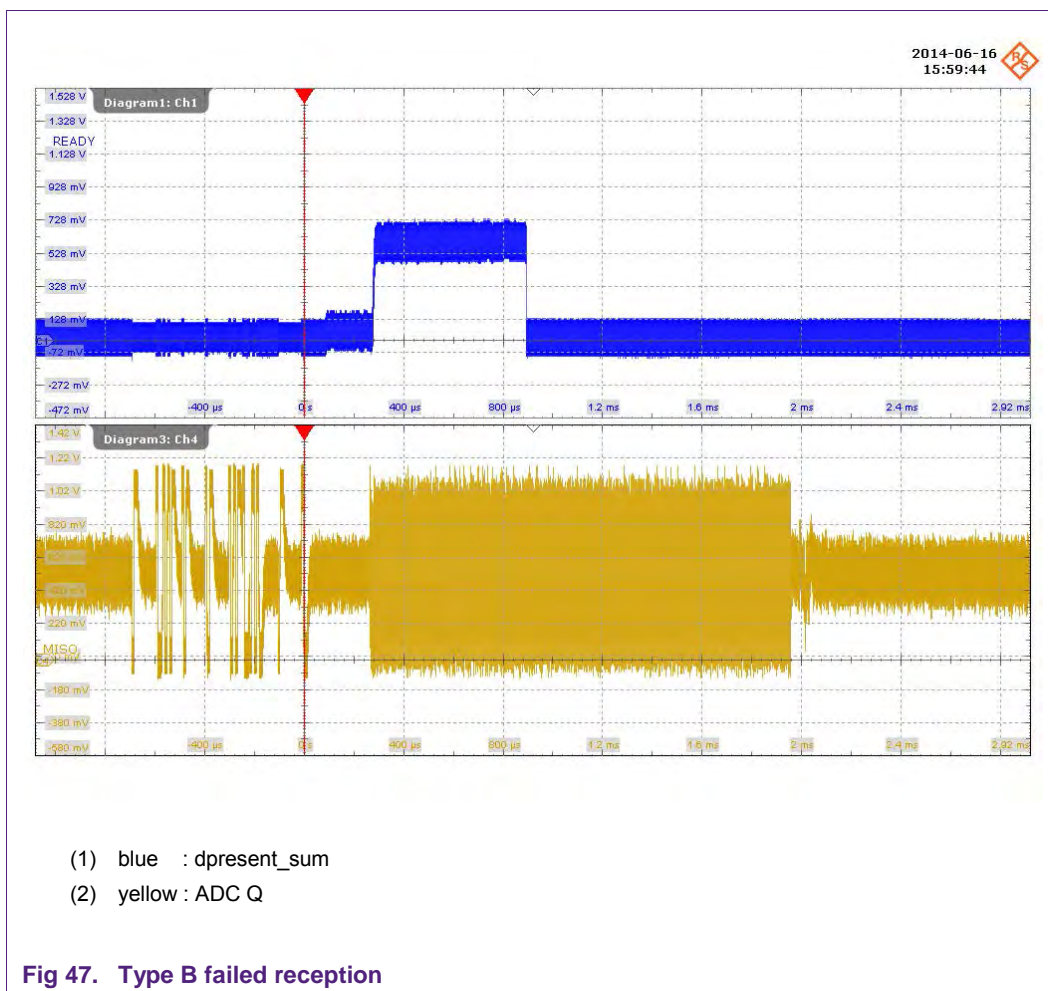 2014-06-16
15:59:44
Diagram1: Ch1
1.528 V
1.328 V
READY
1.128 V
928 mV
728 mV
528 mV
328 mV
128 mV
C1
-72 mV
-272 mV
-472 mV
-400 µs
0 s
400 µs
800 µs
1.2 ms
1.6 ms
2 ms
2.4 ms
2.92 ms
Diagram3: Ch4
1.42 V
1.22 V
1.02 V
820 mV
220 mV
MISO
-180 mV
-380 mV
-580 mV
-400 µs
0 s
400 µs
800 µs
1.2 ms
1.6 ms
2 ms
2.4 ms
2.92 ms
(1) blue : dpresent_sum
(2) yellow : ADC Q
Fig 47. Type B failed reception